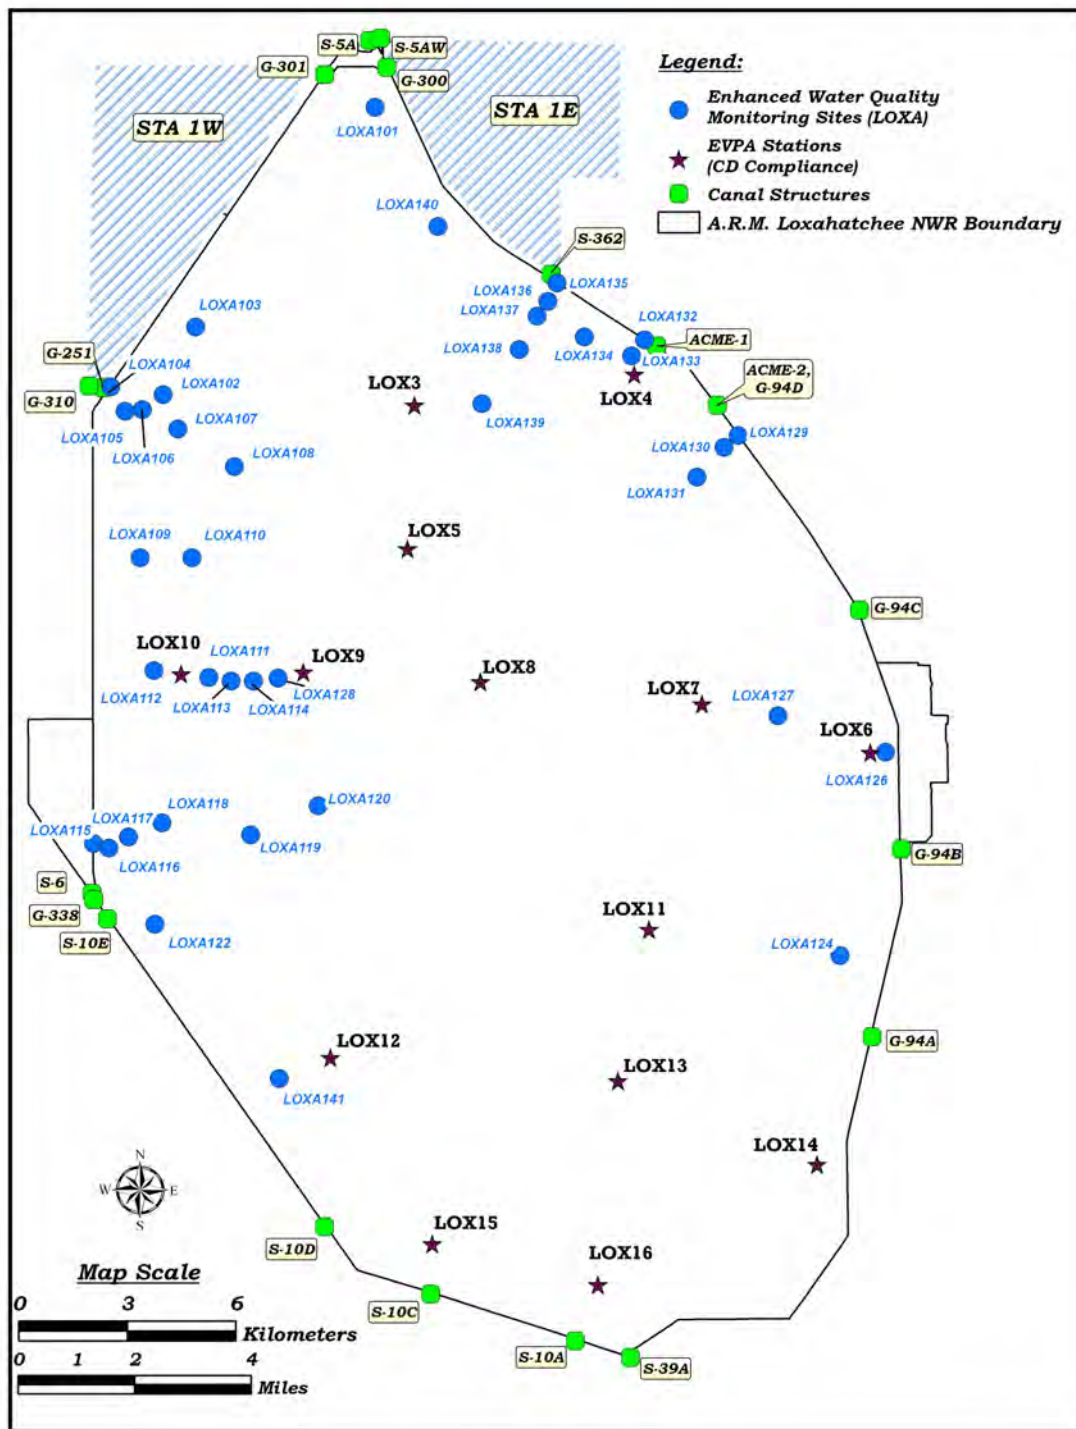 S-5A
S-5AW
G-301
G-300
Legend:
Enhanced Water Quality
Monitoring Sites (LOXA)
EVPA Stations
(CD Compliance)
Canal Structures
A.R.M. Loxahatchee NWR Boundary
STA 1W
STA 1E
LOXA101
LOXA140
S-362
LOXA135
LOXA136
LOXA137
LOXA103
LOXA132
ACME-1
G-251
LOXA104
LOXA138
LOXA134
LOXA133
LOXA102
LOX3
LOX4
ACME-2,
G-94D
G-310
LOXA107
LOXA139
LOXA105
LOXA129
LOXA130
LOXA106
LOXA108
LOXA131
LOXA109
LOXA110
LOX5
G-94C
LOX10
LOXA111
LOX9
LOX8
LOX7
LOXA127
LOXA112
LOXA113
LOXA114
LOXA128
LOX6
LOXA126
LOXA120
LOXA118
LOXA117
LOXA115
LOXA119
LOXA116
G-94B
S-6
G-338
LOX11
S-10E
LOXA122
LOXA124
LOX12
G-94A
LOX13
LOXA141
LOX14
N
W
E
S
LOX15
S-10D
LOX16
Map Scale
0 3 6
Kilometers
S-10C
S-10A
0 1 2 4
S-39A
Miles